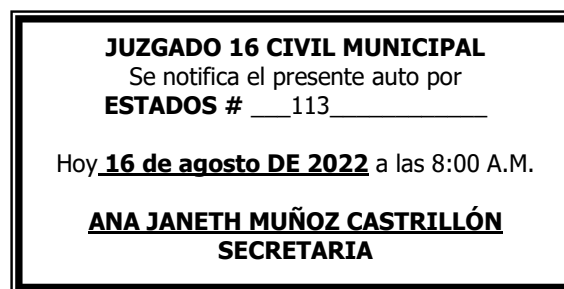 JUZGADO 16 CIVIL MUNICIPAL
Se notifica el presente auto por
ESTADOS # ___113____________
Hoy 16 de agosto DE 2022 a las 8:00 A.M.
ANA JANETH MUÑOZ CASTRILLÓN
SECRETARIA